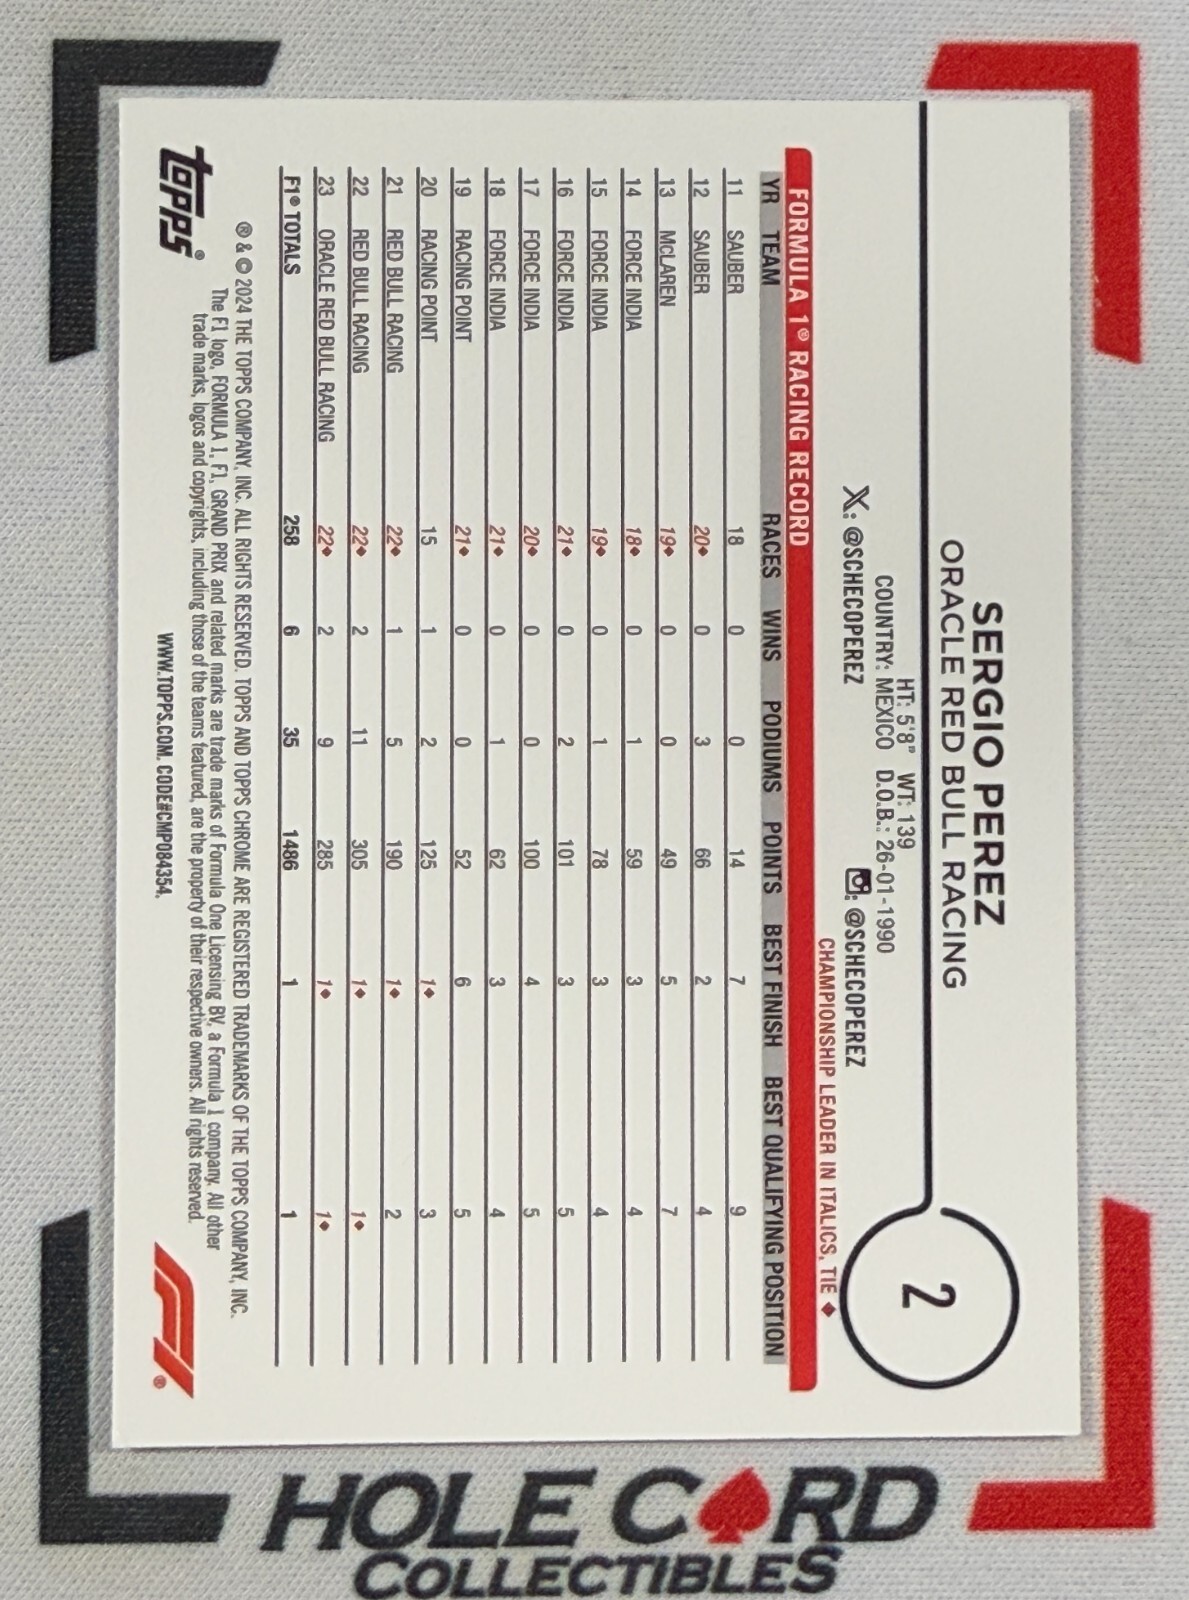 SERGIO PEREZ
ORACLE RED BULL RACING
2
HT: 5'8" WT: 139
COUNTRY: MEXICO D.O.B.: 26-01-1990
X: @SCHECOPEREZ @SCHECOPEREZ
CHAMPIONSHIP LEADER IN ITALICS, TIE ♦
FORMULA 1® RACING RECORD
YR TEAM RACES WINS PODIUMS POINTS BEST FINISH BEST QUALIFYING POSITION
11 SAUBER 18 0 0 14 7 9
12 SAUBER 20♦ 0 3 66 2 4
13 McLAREN 19♦ 0 0 49 5 7
14 FORCE INDIA 18♦ 0 1 59 3 4
15 FORCE INDIA 19♦ 0 1 78 3 4
16 FORCE INDIA 21♦ 0 2 101 3 5
17 FORCE INDIA 20♦ 0 0 100 4 5
18 FORCE INDIA 21♦ 0 1 62 3 4
19 RACING POINT 21♦ 0 0 52 6 5
20 RACING POINT 15 1 2 125 1♦ 3
21 RED BULL RACING 22♦ 1 5 190 1♦ 2
22 RED BULL RACING 22♦ 2 11 305 1♦ 1♦
23 ORACLE RED BULL RACING 22♦ 2 9 285 1♦ 1♦
F1® TOTALS 258 6 35 1486 1 1
® & © 2024 THE TOPPS COMPANY, INC. ALL RIGHTS RESERVED. TOPPS AND TOPPS CHROME ARE REGISTERED TRADEMARKS OF THE TOPPS COMPANY, INC.
The F1 logo, FORMULA 1, F1, GRAND PRIX and related marks are trade marks of Formula One Licensing BV, a Formula 1 company. All other
trade marks, logos and copyrights, including those of the teams featured, are the property of their respective owners. All rights reserved.
WWW.TOPPS.COM. CODE#CMP084354.
topps®
F1®
HOLE CARD
COLLECTIBLES